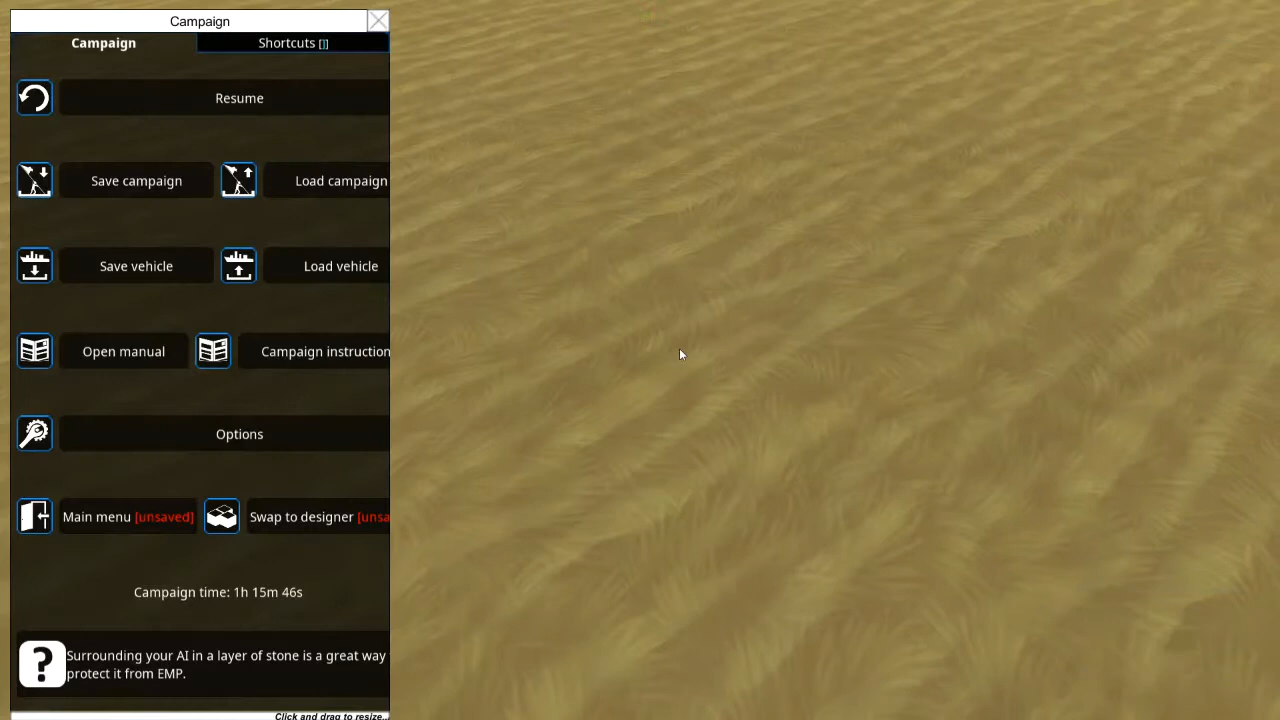 Campaign
Campaign
Shortcuts []]
Resume
Save campaign
Load campaign
Save vehicle
Load vehicle
Open manual
Campaign instruction
Options
Main menu [unsaved]
Swap to designer [unsa
Campaign time: 1h 15m 46s
Surrounding your AI in a layer of stone is a great way
protect it from EMP.
Click and drag to resize...